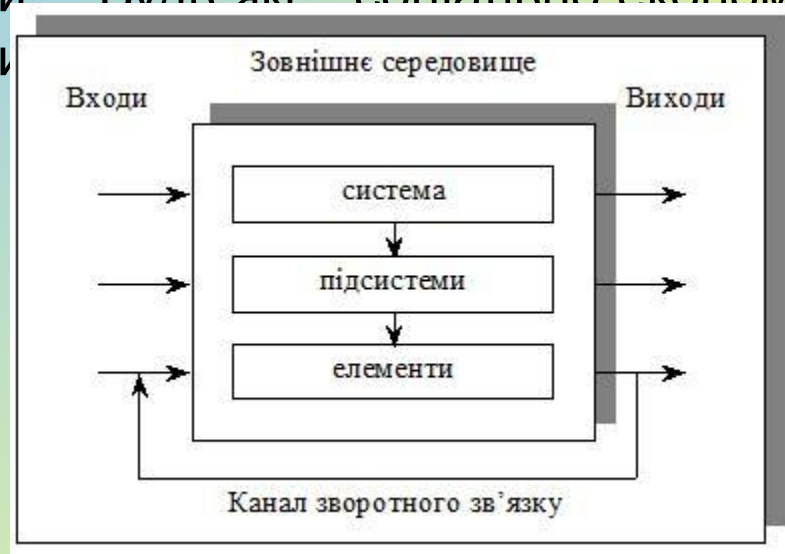 Зовнішнє середовище
Входи
Виходи
система
підсистеми
елементи
Канал зворотного зв’язку